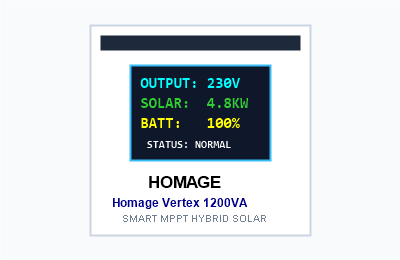 OUTPUT: 230V
SOLAR: 4.8KW
BATT: 100%
STATUS: NORMAL
HOMAGE
Homage Vertex 1200VA
SMART MPPT HYBRID SOLAR